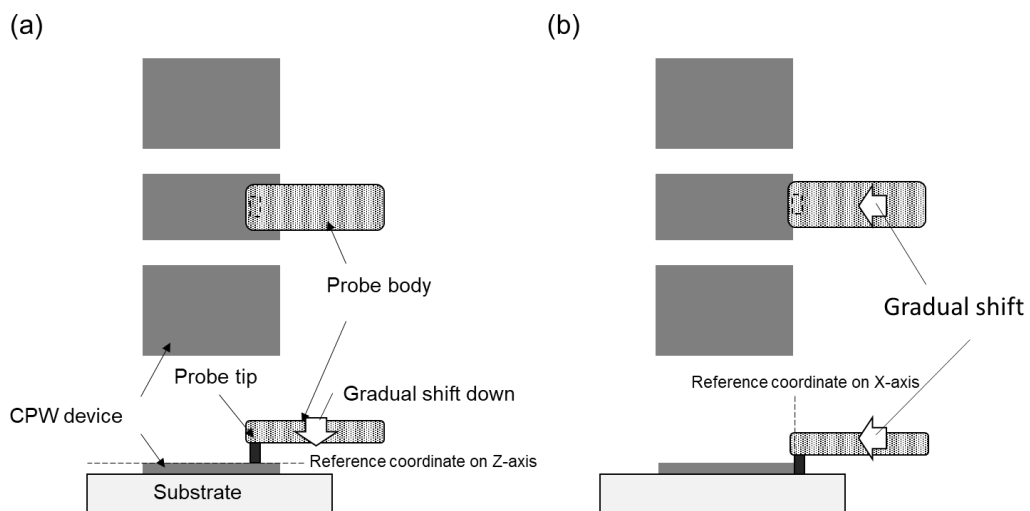 (a)
(b)
Probe body
Gradual shift
Probe tip
Reference coordinate on X-axis
Gradual shift down
CPW device
Reference coordinate on Z-axis
Substrate